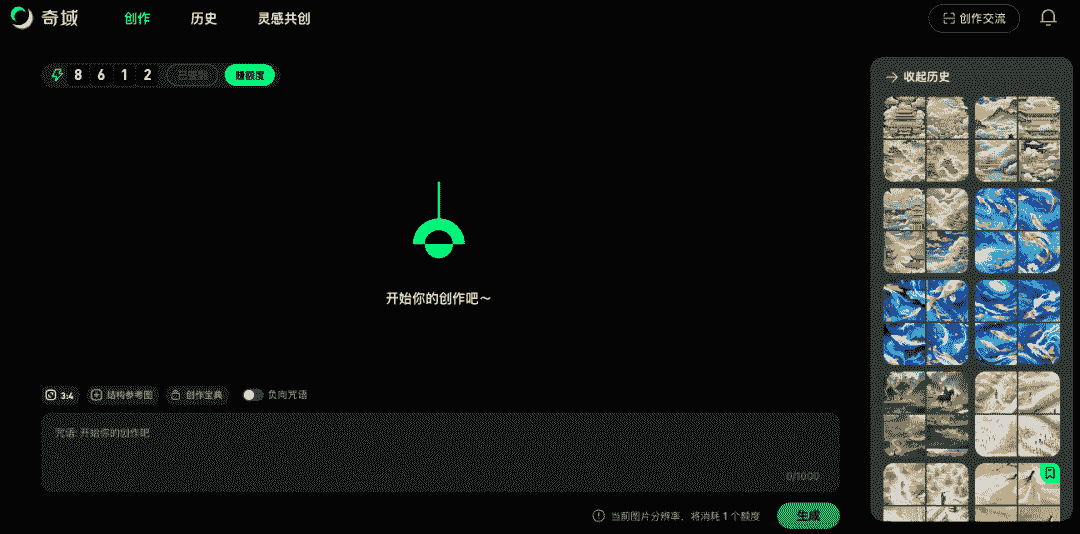 奇域
创作
历史
灵感共创
创作交流
8 6 1 2
已签到
赚额度
收起历史
开始你的创作吧～
3:4
结构参考图
创作宝典
负向咒语
咒语: 开始你的创作吧
0/1000
当前图片分辨率，将消耗 1 个额度
生成